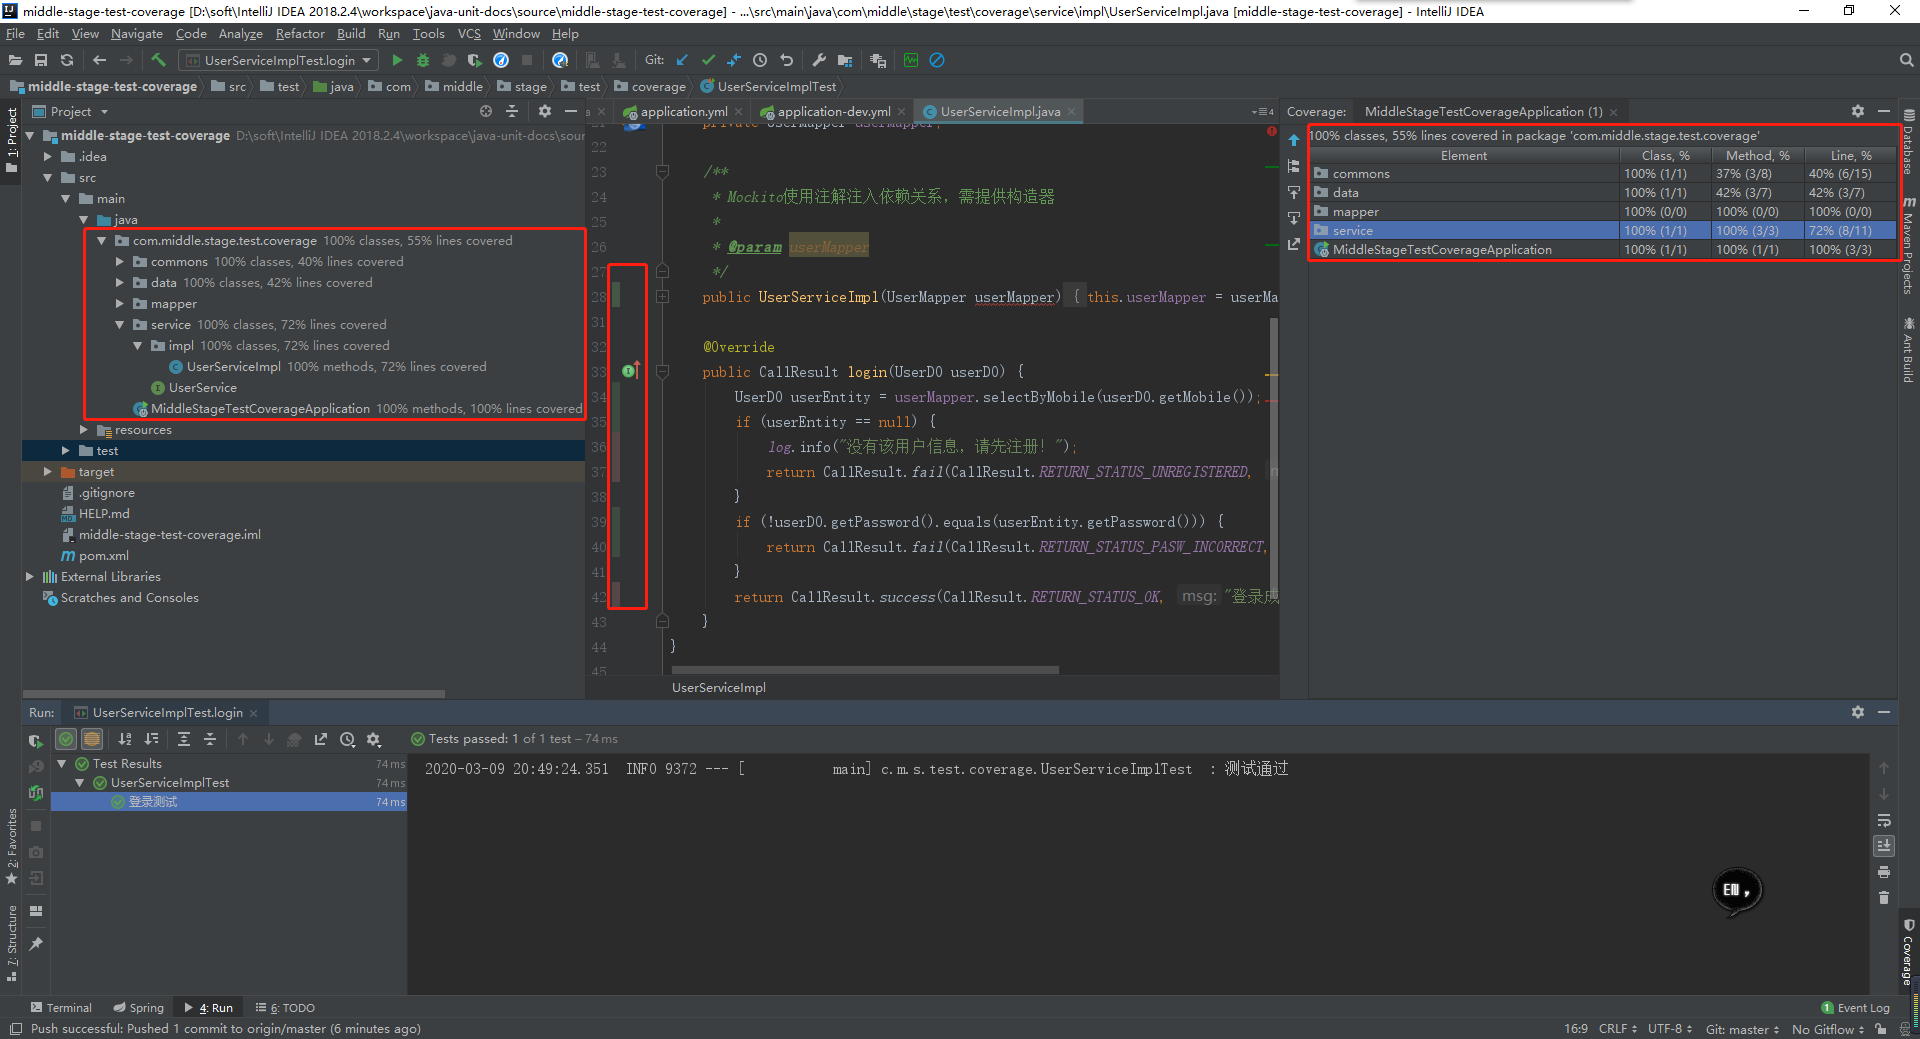 middle-stage-test-coverage [D:\soft\IntelliJ IDEA 2018.2.4\workspace\java-unit-docs\source\middle-stage-test-coverage] - ...\src\main\java\com\middle\stage\test\coverage\service\impl\UserServiceImpl.java [middle-stage-test-coverage] - IntelliJ IDEA
File Edit View Navigate Code Analyze Refactor Build Run Tools VCS Window Help
UserServiceImplTest.login Git:
middle-stage-test-coverage src test java com middle stage test coverage UserServiceImplTest
Project
application.yml application-dev.yml UserServiceImpl.java
Coverage: MiddleStageTestCoverageApplication (1)
1: Project
middle-stage-test-coverage D:\soft\IntelliJ IDEA 2018.2.4\workspace\java-unit-docs\sour
.idea
src
main
java
com.middle.stage.test.coverage 100% classes, 55% lines covered
commons 100% classes, 40% lines covered
data 100% classes, 42% lines covered
mapper
service 100% classes, 72% lines covered
impl 100% classes, 72% lines covered
UserServiceImpl 100% methods, 72% lines covered
UserService
MiddleStageTestCoverageApplication 100% methods, 100% lines covered
resources
test
target
.gitignore
HELP.md
middle-stage-test-coverage.iml
pom.xml
External Libraries
Scratches and Consoles
21 private UserMapper userMapper;
22
23 /**
24 * Mockito使用注解注入依赖关系，需提供构造器
25 *
26 * @param userMapper
27 */
28 public UserServiceImpl(UserMapper userMapper) { this.userMapper = userMa
31
32 @Override
33 public CallResult login(UserDO userDO) {
34 UserDO userEntity = userMapper.selectByMobile(userDO.getMobile());
35 if (userEntity == null) {
36 log.info("没有该用户信息，请先注册！");
37 return CallResult.fail(CallResult.RETURN_STATUS_UNREGISTERED,
38 }
39 if (!userDO.getPassword().equals(userEntity.getPassword())) {
40 return CallResult.fail(CallResult.RETURN_STATUS_PASW_INCORRECT,
41 }
42 return CallResult.success(CallResult.RETURN_STATUS_OK, msg: "登录成
43 }
44 }
45
UserServiceImpl
100% classes, 55% lines covered in package 'com.middle.stage.test.coverage'
Element Class, % Method, % Line, %
commons 100% (1/1) 37% (3/8) 40% (6/15)
data 100% (1/1) 42% (3/7) 42% (3/7)
mapper 100% (0/0) 100% (0/0) 100% (0/0)
service 100% (1/1) 100% (3/3) 72% (8/11)
MiddleStageTestCoverageApplication 100% (1/1) 100% (1/1) 100% (3/3)
Database
Maven Projects
Ant Build
Run: UserServiceImplTest.login
Tests passed: 1 of 1 test – 74 ms
Test Results 74 ms
UserServiceImplTest 74 ms
登录测试 74 ms
2020-03-09 20:49:24.351 INFO 9372 --- [ main] c.m.s.test.coverage.UserServiceImplTest : 测试通过
EN ,
2: Favorites
7: Structure
Coverage
Terminal Spring 4: Run 6: TODO 1 Event Log
Push successful: Pushed 1 commit to origin/master (6 minutes ago) 16:9 CRLF UTF-8 Git: master No Gitflow